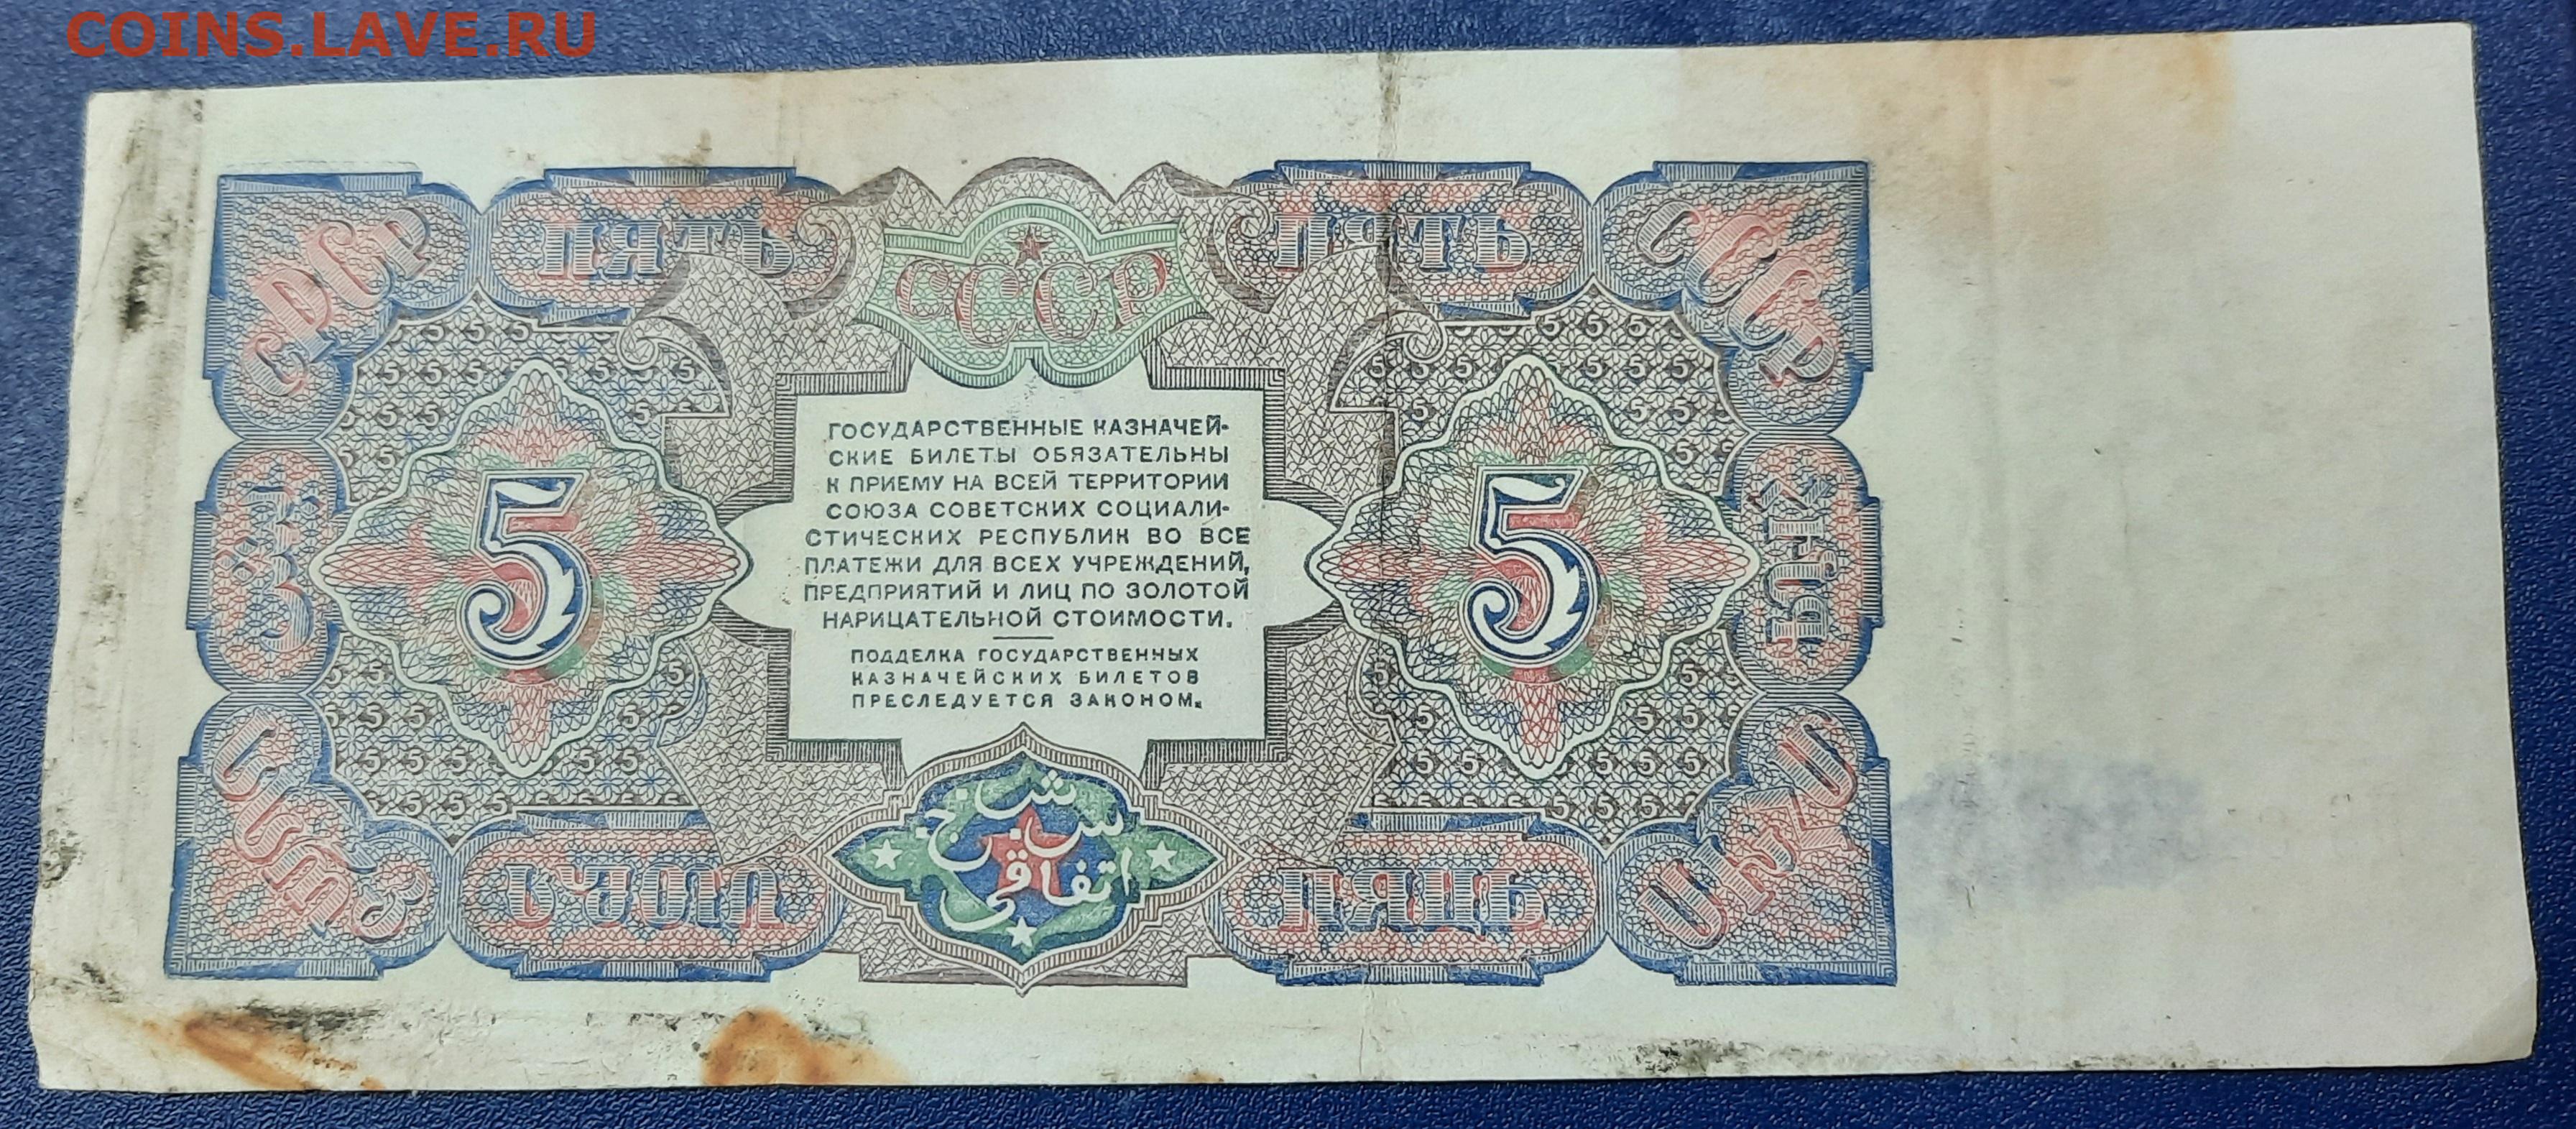 COINS.LAVE.RU
СССР
ПЯТЬ
СССР
ПЯТЬ
СССР
5
5
ГОСУДАРСТВЕННЫЕ КАЗНАЧЕЙ-
СКИЕ БИЛЕТЫ ОБЯЗАТЕЛЬНЫ
К ПРИЕМУ НА ВСЕЙ ТЕРРИТОРИИ
СОЮЗА СОВЕТСКИХ СОЦИАЛИ-
СТИЧЕСКИХ РЕСПУБЛИК ВО ВСЕ
ПЛАТЕЖИ ДЛЯ ВСЕХ УЧРЕЖДЕНИЙ,
ПРЕДПРИЯТИЙ И ЛИЦ ПО ЗОЛОТОЙ
НАРИЦАТЕЛЬНОЙ СТОИМОСТИ.
ПОДДЕЛКА ГОСУДАРСТВЕННЫХ
КАЗНАЧЕЙСКИХ БИЛЕТОВ
ПРЕСЛЕДУЕТСЯ ЗАКОНОМ.
ش س ج
اتفاقى